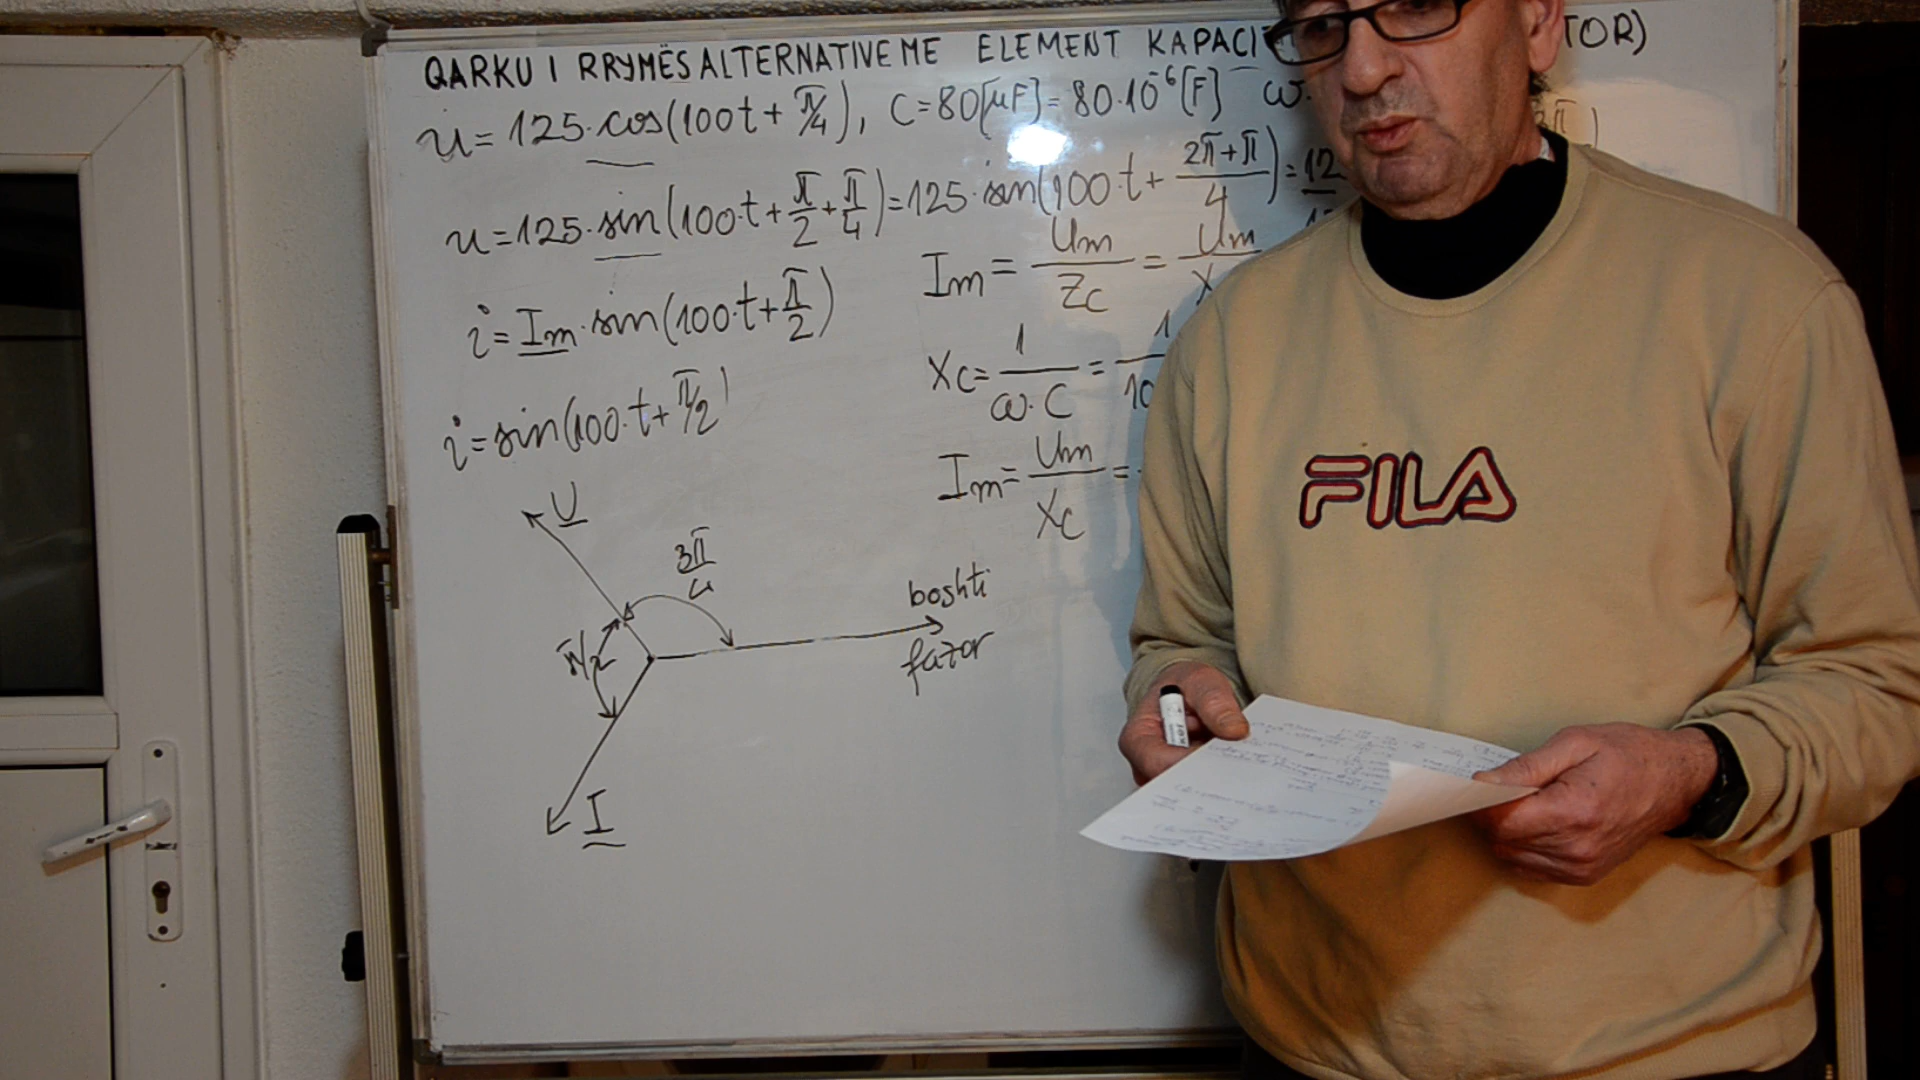 QARKU I RRYMËS ALTERNATIVE ME ELEMENT KAPACI TOR)
u = 125·cos(100t + π/4), C = 80[μF] = 80·10⁻⁶[F] ω·
u = 125·sin(100·t + π/2 + π/4) = 125·sin(100·t + (2π+π)/4) = 12
i = Im·sin(100·t + π/2)
Im = Um/Zc = Um/X
i = sin(100·t + π/2)
Xc = 1/(ω·C) = 1/10
Im = Um/Xc =
U
3π/4
π/2
boshti
fazor
I
FILA